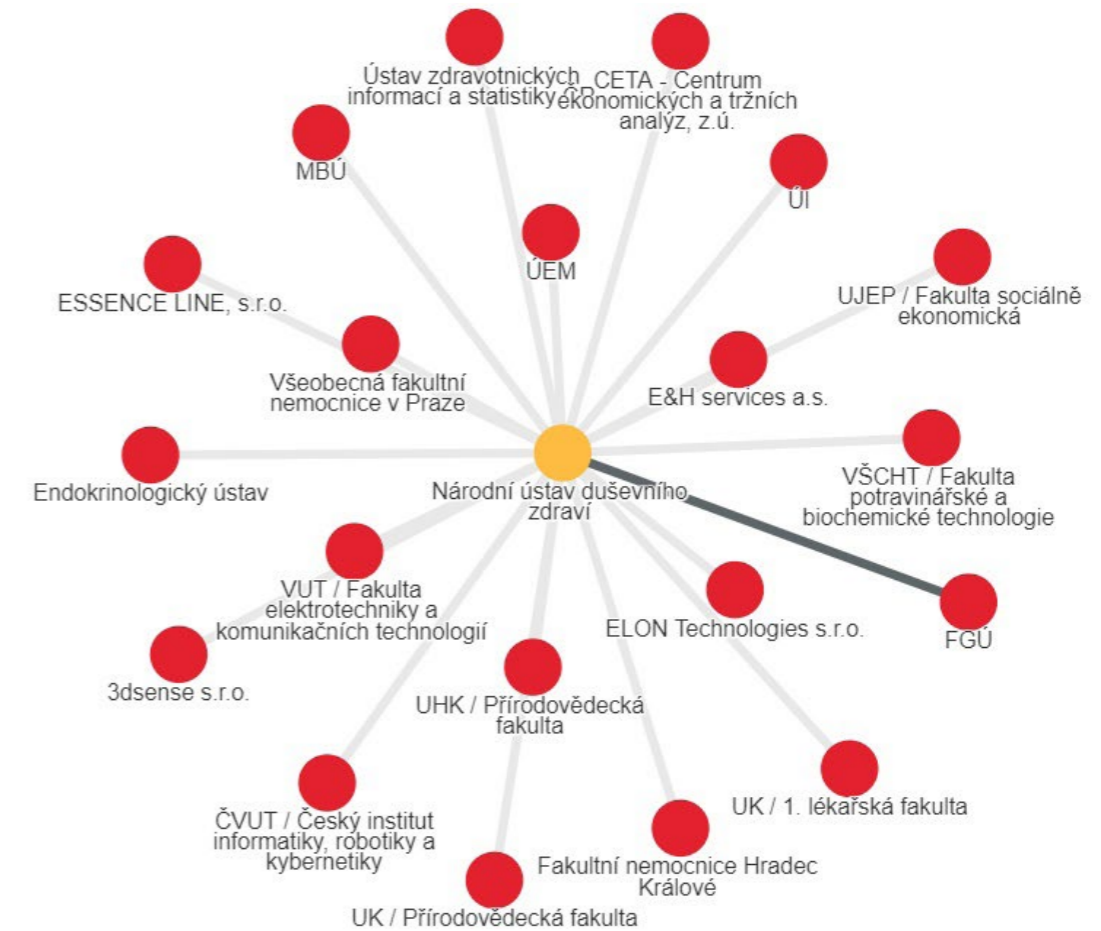 Ústav zdravotnických
informací a statistiky
CETA - Centrum
ekonomických a tržních
analýz, z.ú.
MBÚ
ÚI
ÚEM
ESSENCE LINE, s.r.o.
UJEP / Fakulta sociálně
ekonomická
Všeobecná fakultní
nemocnice v Praze
E&H services a.s.
Endokrinologický ústav
Národní ústav duševního
zdraví
VŠCHT / Fakulta
potravinářské a
biochemické technologie
VUT / Fakulta
elektrotechniky a
komunikačních technologií
ELON Technologies s.r.o.
FGÚ
3dsense s.r.o.
UHK / Přírodovědecká
fakulta
ČVUT / Český institut
informatiky, robotiky a
kybernetiky
UK / 1. lékařská fakulta
Fakultní nemocnice Hradec
Králové
UK / Přírodovědecká fakulta